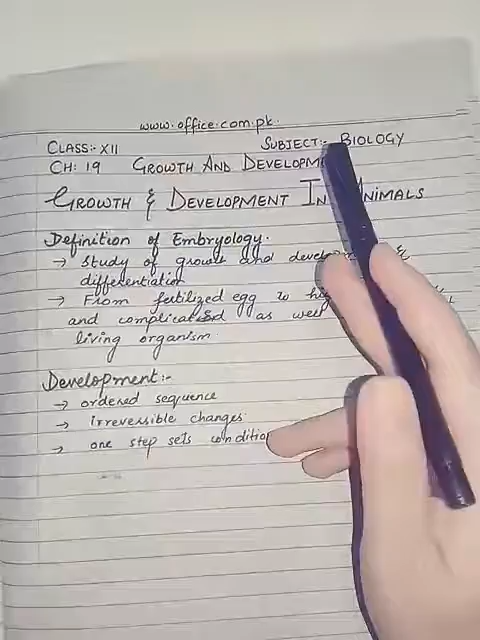 www.office.com.pk.
CLASS:- XII SUBJECT:- BIOLOGY
CH: 19 GROWTH AND DEVELOPM
GROWTH & DEVELOPMENT IN ANIMALS
Definition of Embryology.
→ Study of growth and develop &
differentiation
→ From fertilized egg to
and complicated as well
living organism.
Development:-
→ ordered sequence
→ irreversible changes.
→ one step sets condition